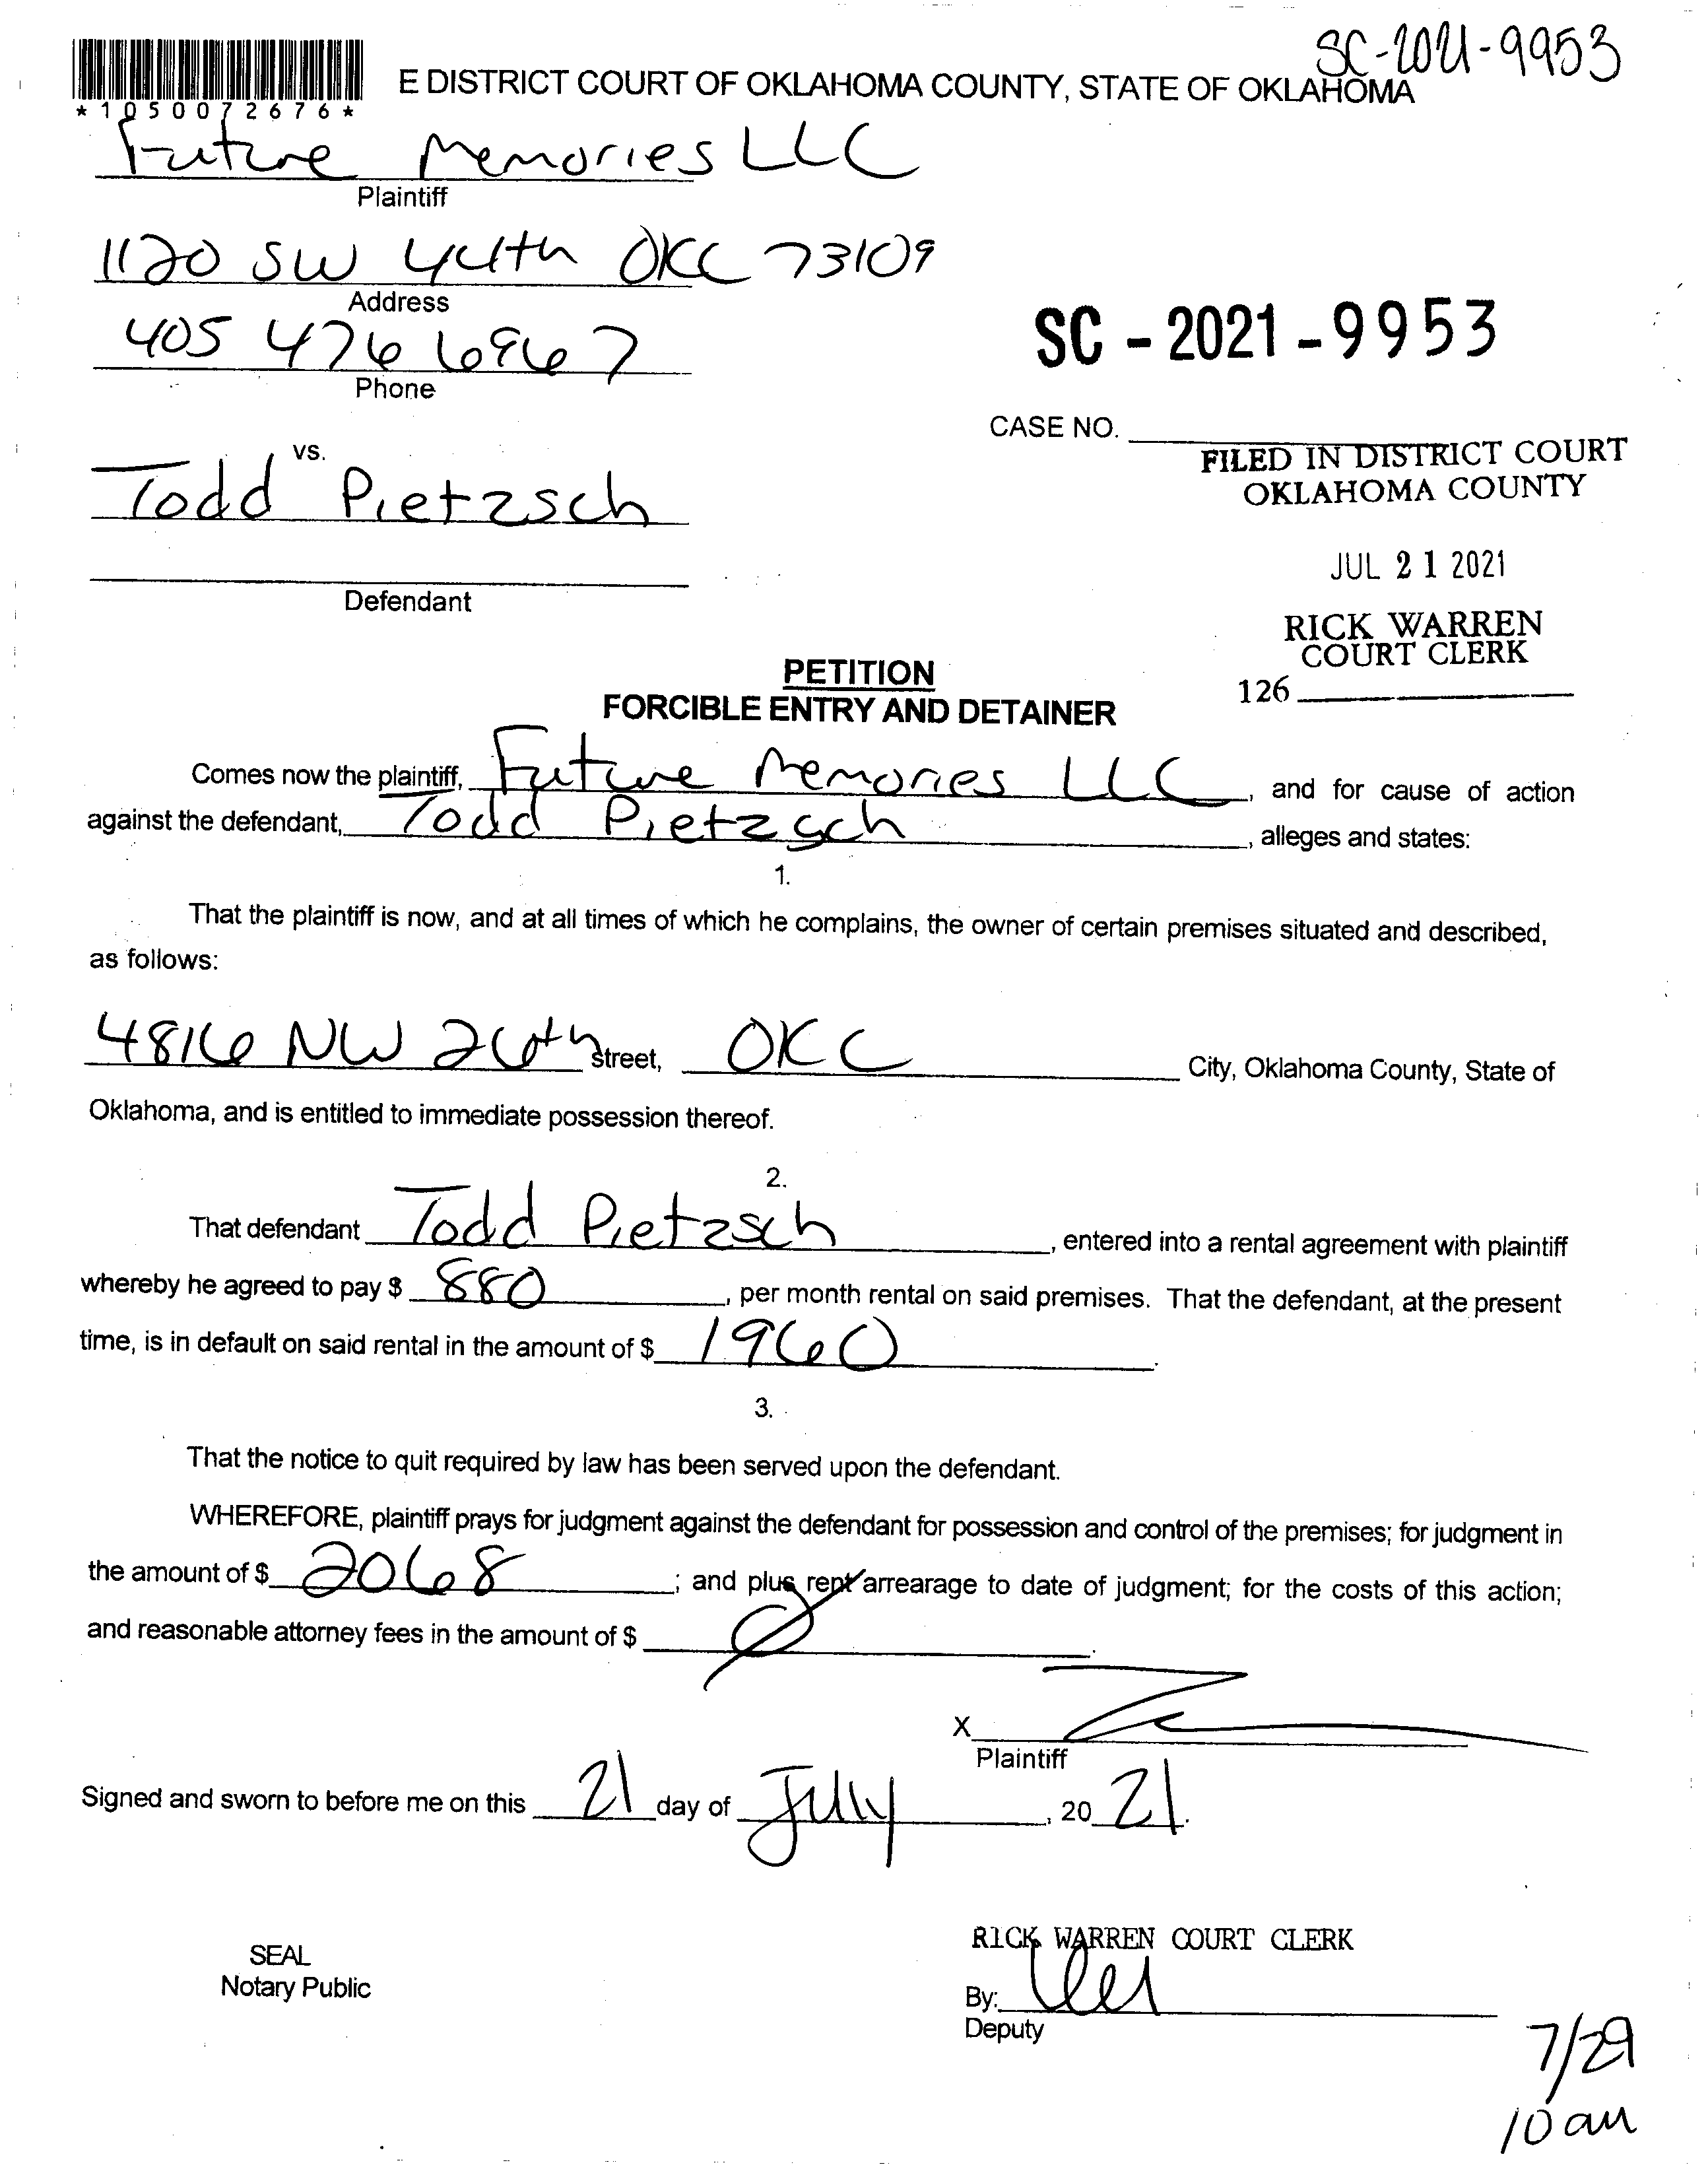 SC-2021-9953
E DISTRICT COURT OF OKLAHOMA COUNTY, STATE OF OKLAHOMA
*1050072676*
Future Memories LLC
Plaintiff
1120 SW 44th OKC 73109
Address
405 476 6967
Phone
SC-2021-9953
CASE NO.
vs.
FILED IN DISTRICT COURT
OKLAHOMA COUNTY
Todd Pietzsch
JUL 21 2021
Defendant
RICK WARREN
COURT CLERK
126
PETITION
FORCIBLE ENTRY AND DETAINER
Comes now the plaintiff, Future Memories LLC, and for cause of action
against the defendant, Todd Pietzsch, alleges and states:
1.
That the plaintiff is now, and at all times of which he complains, the owner of certain premises situated and described,
as follows:
4816 NW 26th street, OKC City, Oklahoma County, State of
Oklahoma, and is entitled to immediate possession thereof.
2.
That defendant Todd Pietzsch, entered into a rental agreement with plaintiff
whereby he agreed to pay $ 880, per month rental on said premises. That the defendant, at the present
time, is in default on said rental in the amount of $ 1960.
3.
That the notice to quit required by law has been served upon the defendant.
WHEREFORE, plaintiff prays for judgment against the defendant for possession and control of the premises; for judgment in
the amount of $ 2068; and plus rent arrearage to date of judgment; for the costs of this action;
and reasonable attorney fees in the amount of $ Ø.
X
Plaintiff
Signed and sworn to before me on this 21 day of July, 20 21.
RICK WARREN COURT CLERK
SEAL
Notary Public
By:
Deputy
7/29
10 am